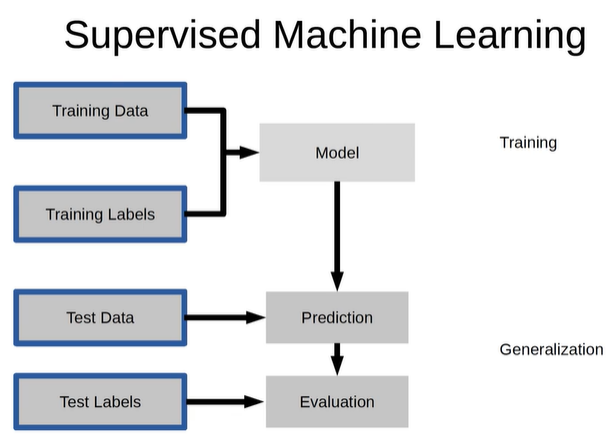 Supervised Machine Learning
Training Data
Model
Training
Training Labels
Test Data
Prediction
Generalization
Test Labels
Evaluation